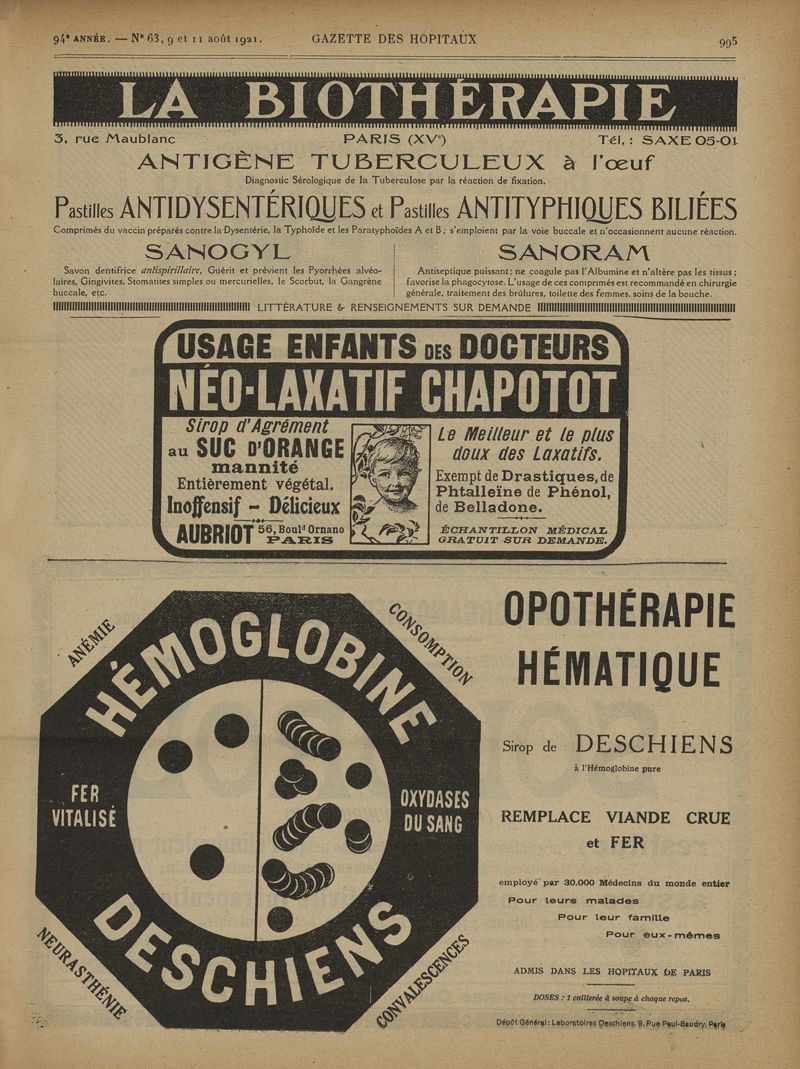 94e ANNÉE. — N° 63, 9 et 11 août 1921. GAZETTE DES HOPITAUX 995
LA BIOTHÉRAPIE
3, rue Maublanc PARIS (XVe) Tél. : SAXE 05-01
ANTIGÈNE TUBERCULEUX à l'œuf
Diagnostic Sérologique de la Tuberculose par la réaction de fixation.
Pastilles ANTIDYSENTÉRIQUES et Pastilles ANTITYPHIQUES BILIÉES
Comprimés du vaccin préparés contre la Dysentérie, la Typhoïde et les Paratyphoïdes A et B ; s'emploient par la voie buccale et n'occasionnent aucune réaction.
SANOGYL
Savon dentifrice antispirillaire, Guérit et prévient les Pyorrhées alvéo-
laires, Gingivites, Stomatites simples ou mercurielles, le Scorbut, la Gangrène
buccale, etc.
SANORAM
Antiseptique puissant ; ne coagule pas l'Albumine et n'altère pas les tissus ;
favorise la phagocytose. L'usage de ces comprimés est recommandé en chirurgie
générale, traitement des brûlures, toilette des femmes, soins de la bouche.
LITTÉRATURE & RENSEIGNEMENTS SUR DEMANDE
USAGE ENFANTS DES DOCTEURS
NÉO-LAXATIF CHAPOTOT
Sirop d'Agrément
au SUC D'ORANGE
mannité
Entièrement végétal.
Inoffensif - Délicieux
AUBRIOT 56, Bould Ornano
PARIS
Le Meilleur et le plus
doux des Laxatifs.
Exempt de Drastiques, de
Phtalleïne de Phénol,
de Belladone.
ÉCHANTILLON MÉDICAL
GRATUIT SUR DEMANDE.
ANÉMIE
CONSOMPTION
HÉMOGLOBINE
FER
VITALISÉ
OXYDASES
DU SANG
DESCHIENS
NEURASTHÉNIE
CONVALESCENCES
OPOTHÉRAPIE
HÉMATIQUE
Sirop de DESCHIENS
à l'Hémoglobine pure
REMPLACE VIANDE CRUE
et FER
employé par 30.000 Médecins du monde entier
Pour leurs malades
Pour leur famille
Pour eux-mêmes
ADMIS DANS LES HOPITAUX DE PARIS
DOSES : 1 cuillerée à soupe à chaque repas.
Dépôt Général : Laboratoires Deschiens, 9, Rue Paul-Baudry, Paris